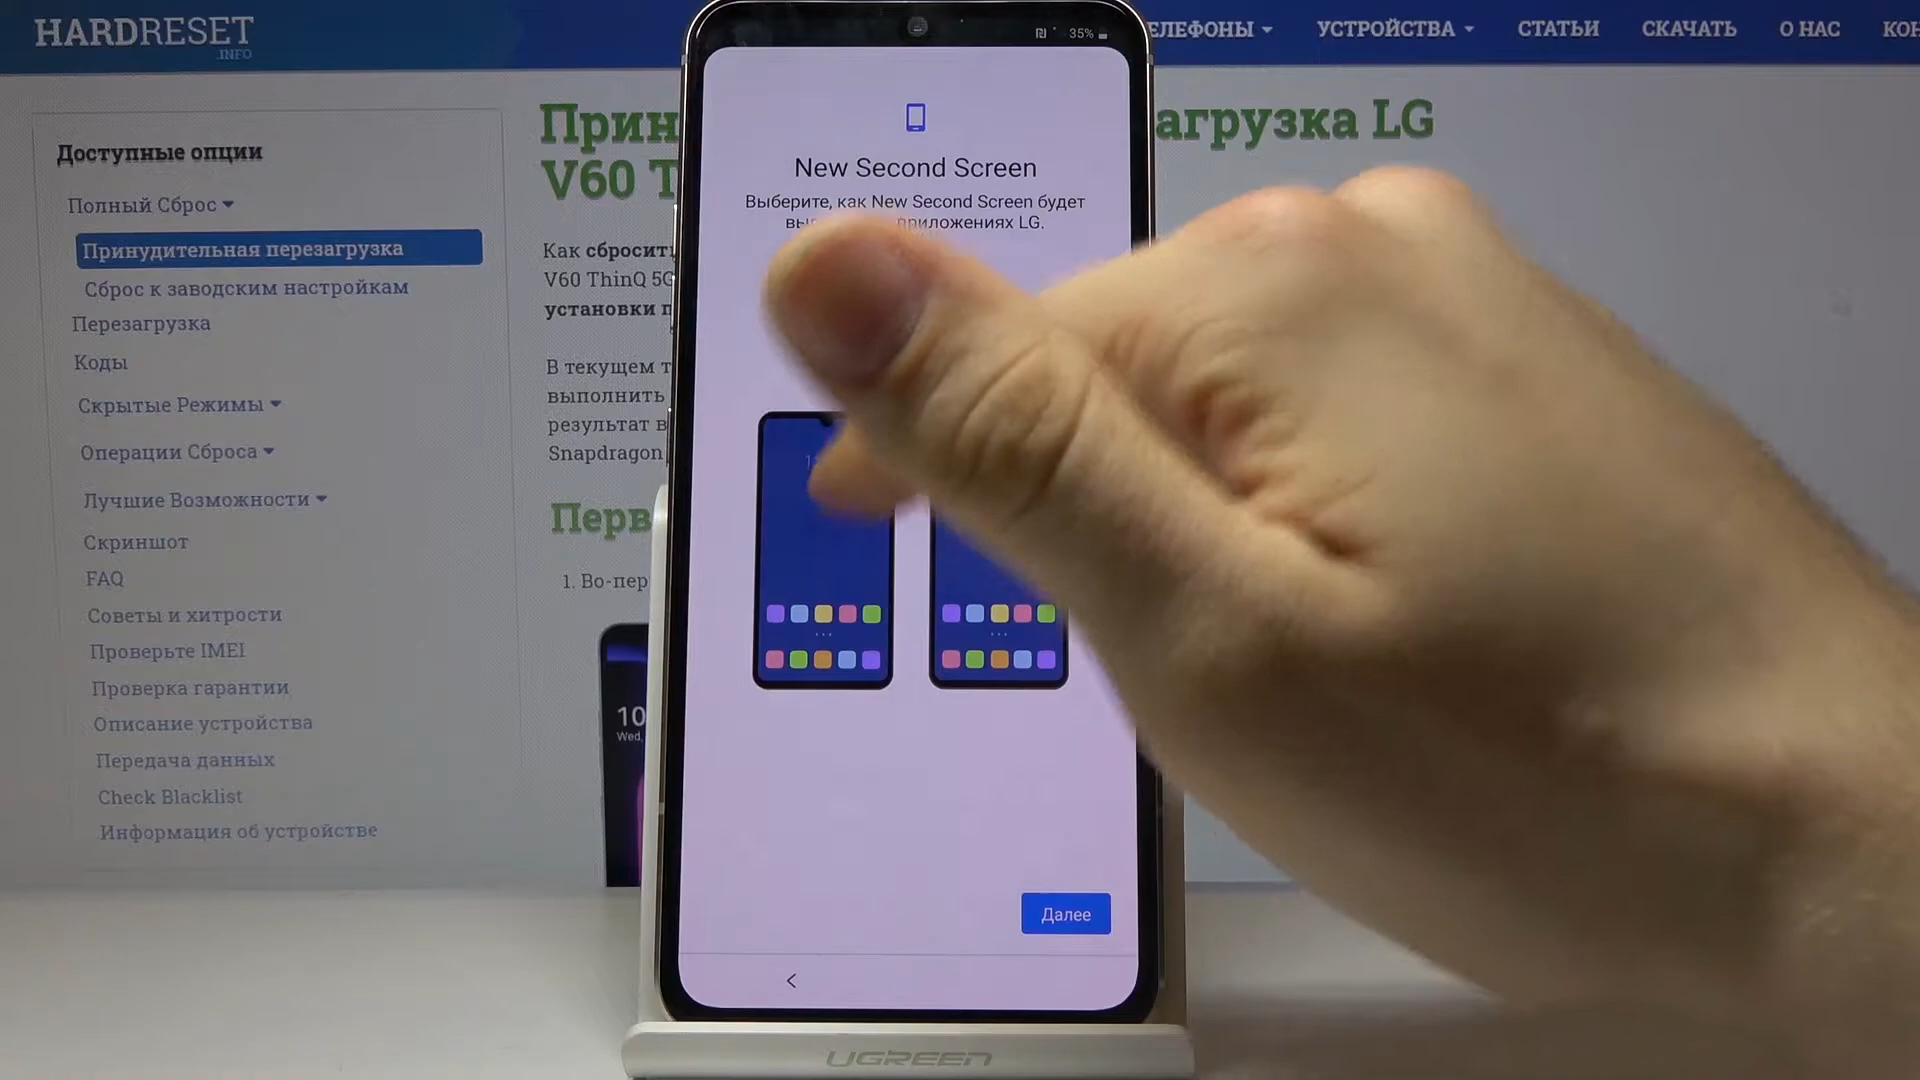 HARDRESET
.INFO
ЕЛЕФОНЫ
УСТРОЙСТВА
СТАТЬИ
СКАЧАТЬ
О НАС
Доступные опции
Полный Сброс
Принудительная перезагрузка
Сброс к заводским настройкам
Перезагрузка
Коды
Скрытые Режимы
Операции Сброса
Лучшие Возможности
Скриншот
FAQ
Советы и хитрости
Проверьте IMEI
Проверка гарантии
Описание устройства
Передача данных
Check Blacklist
Информация об устройстве
Прин агрузка LG
V60 T
Как сбросить
V60 ThinQ 5G
установки п
В текущем т
выполнить
результат в
Snapdragon
Перв
1. Во-пер
10
Wed,
35%
New Second Screen
Выберите, как New Second Screen будет
приложениях LG.
Далее
UGREEN